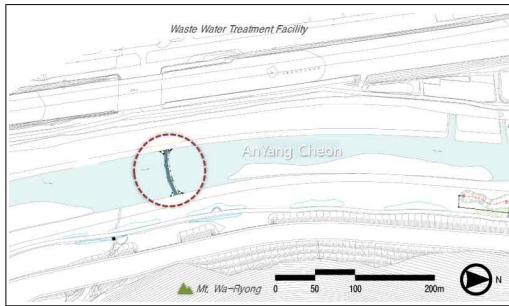 Waste Water Treatment Facility
AnYang Cheon
Mt. Wa-Ryong
0 50 100 200m
N